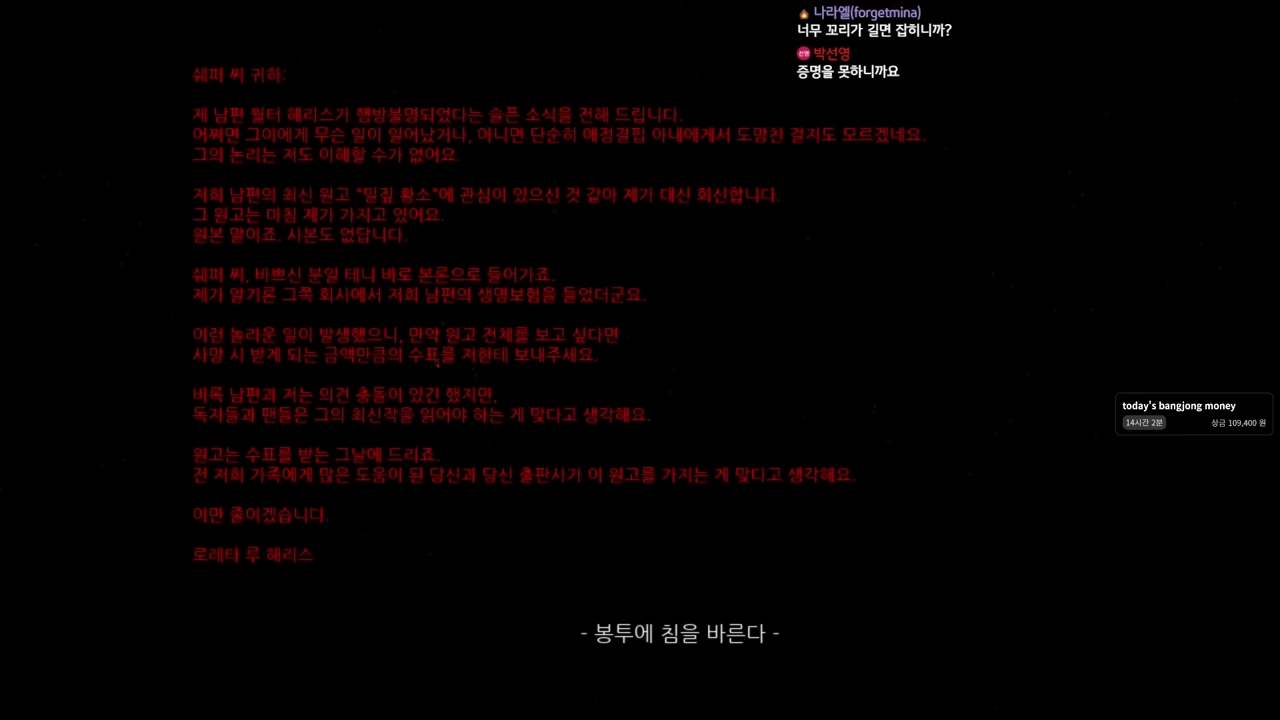 나라엘(forgetmina)
너무 꼬리가 길면 잡히니까?
선영 박선영
증명을 못하니까요
쉐퍼 씨 귀하:
제 남편 월터 해리스가 행방불명되었다는 슬픈 소식을 전해 드립니다.
어쩌면 그이에게 무슨 일이 일어났거나, 아니면 단순히 애정결핍 아내에게서 도망친 걸지도 모르겠네요.
그의 논리는 저도 이해할 수가 없어요.
저희 남편의 최신 원고 "밀짚 황소"에 관심이 있으신 것 같아 제가 대신 회신합니다.
그 원고는 마침 제가 가지고 있어요.
원본 말이죠. 사본도 없답니다.
쉐퍼 씨, 바쁘신 분일 테니 바로 본론으로 들어가죠.
제가 알기론 그쪽 회사에서 저희 남편의 생명보험을 들었더군요.
이런 놀라운 일이 발생했으니, 만약 원고 전체를 보고 싶다면
사망 시 받게 되는 금액만큼의 수표를 저한테 보내주세요.
비록 남편과 저는 의견 충돌이 있긴 했지만,
독자들과 팬들은 그의 최신작을 읽어야 하는 게 맞다고 생각해요.
원고는 수표를 받는 그날에 드리죠.
전 저희 가족에게 많은 도움이 된 당신과 당신 출판사가 이 원고를 가지는 게 맞다고 생각해요.
이만 줄이겠습니다.
로레타 루 해리스
today's bangjong money
14시간 2분 상금 109,400 원
- 봉투에 침을 바른다 -